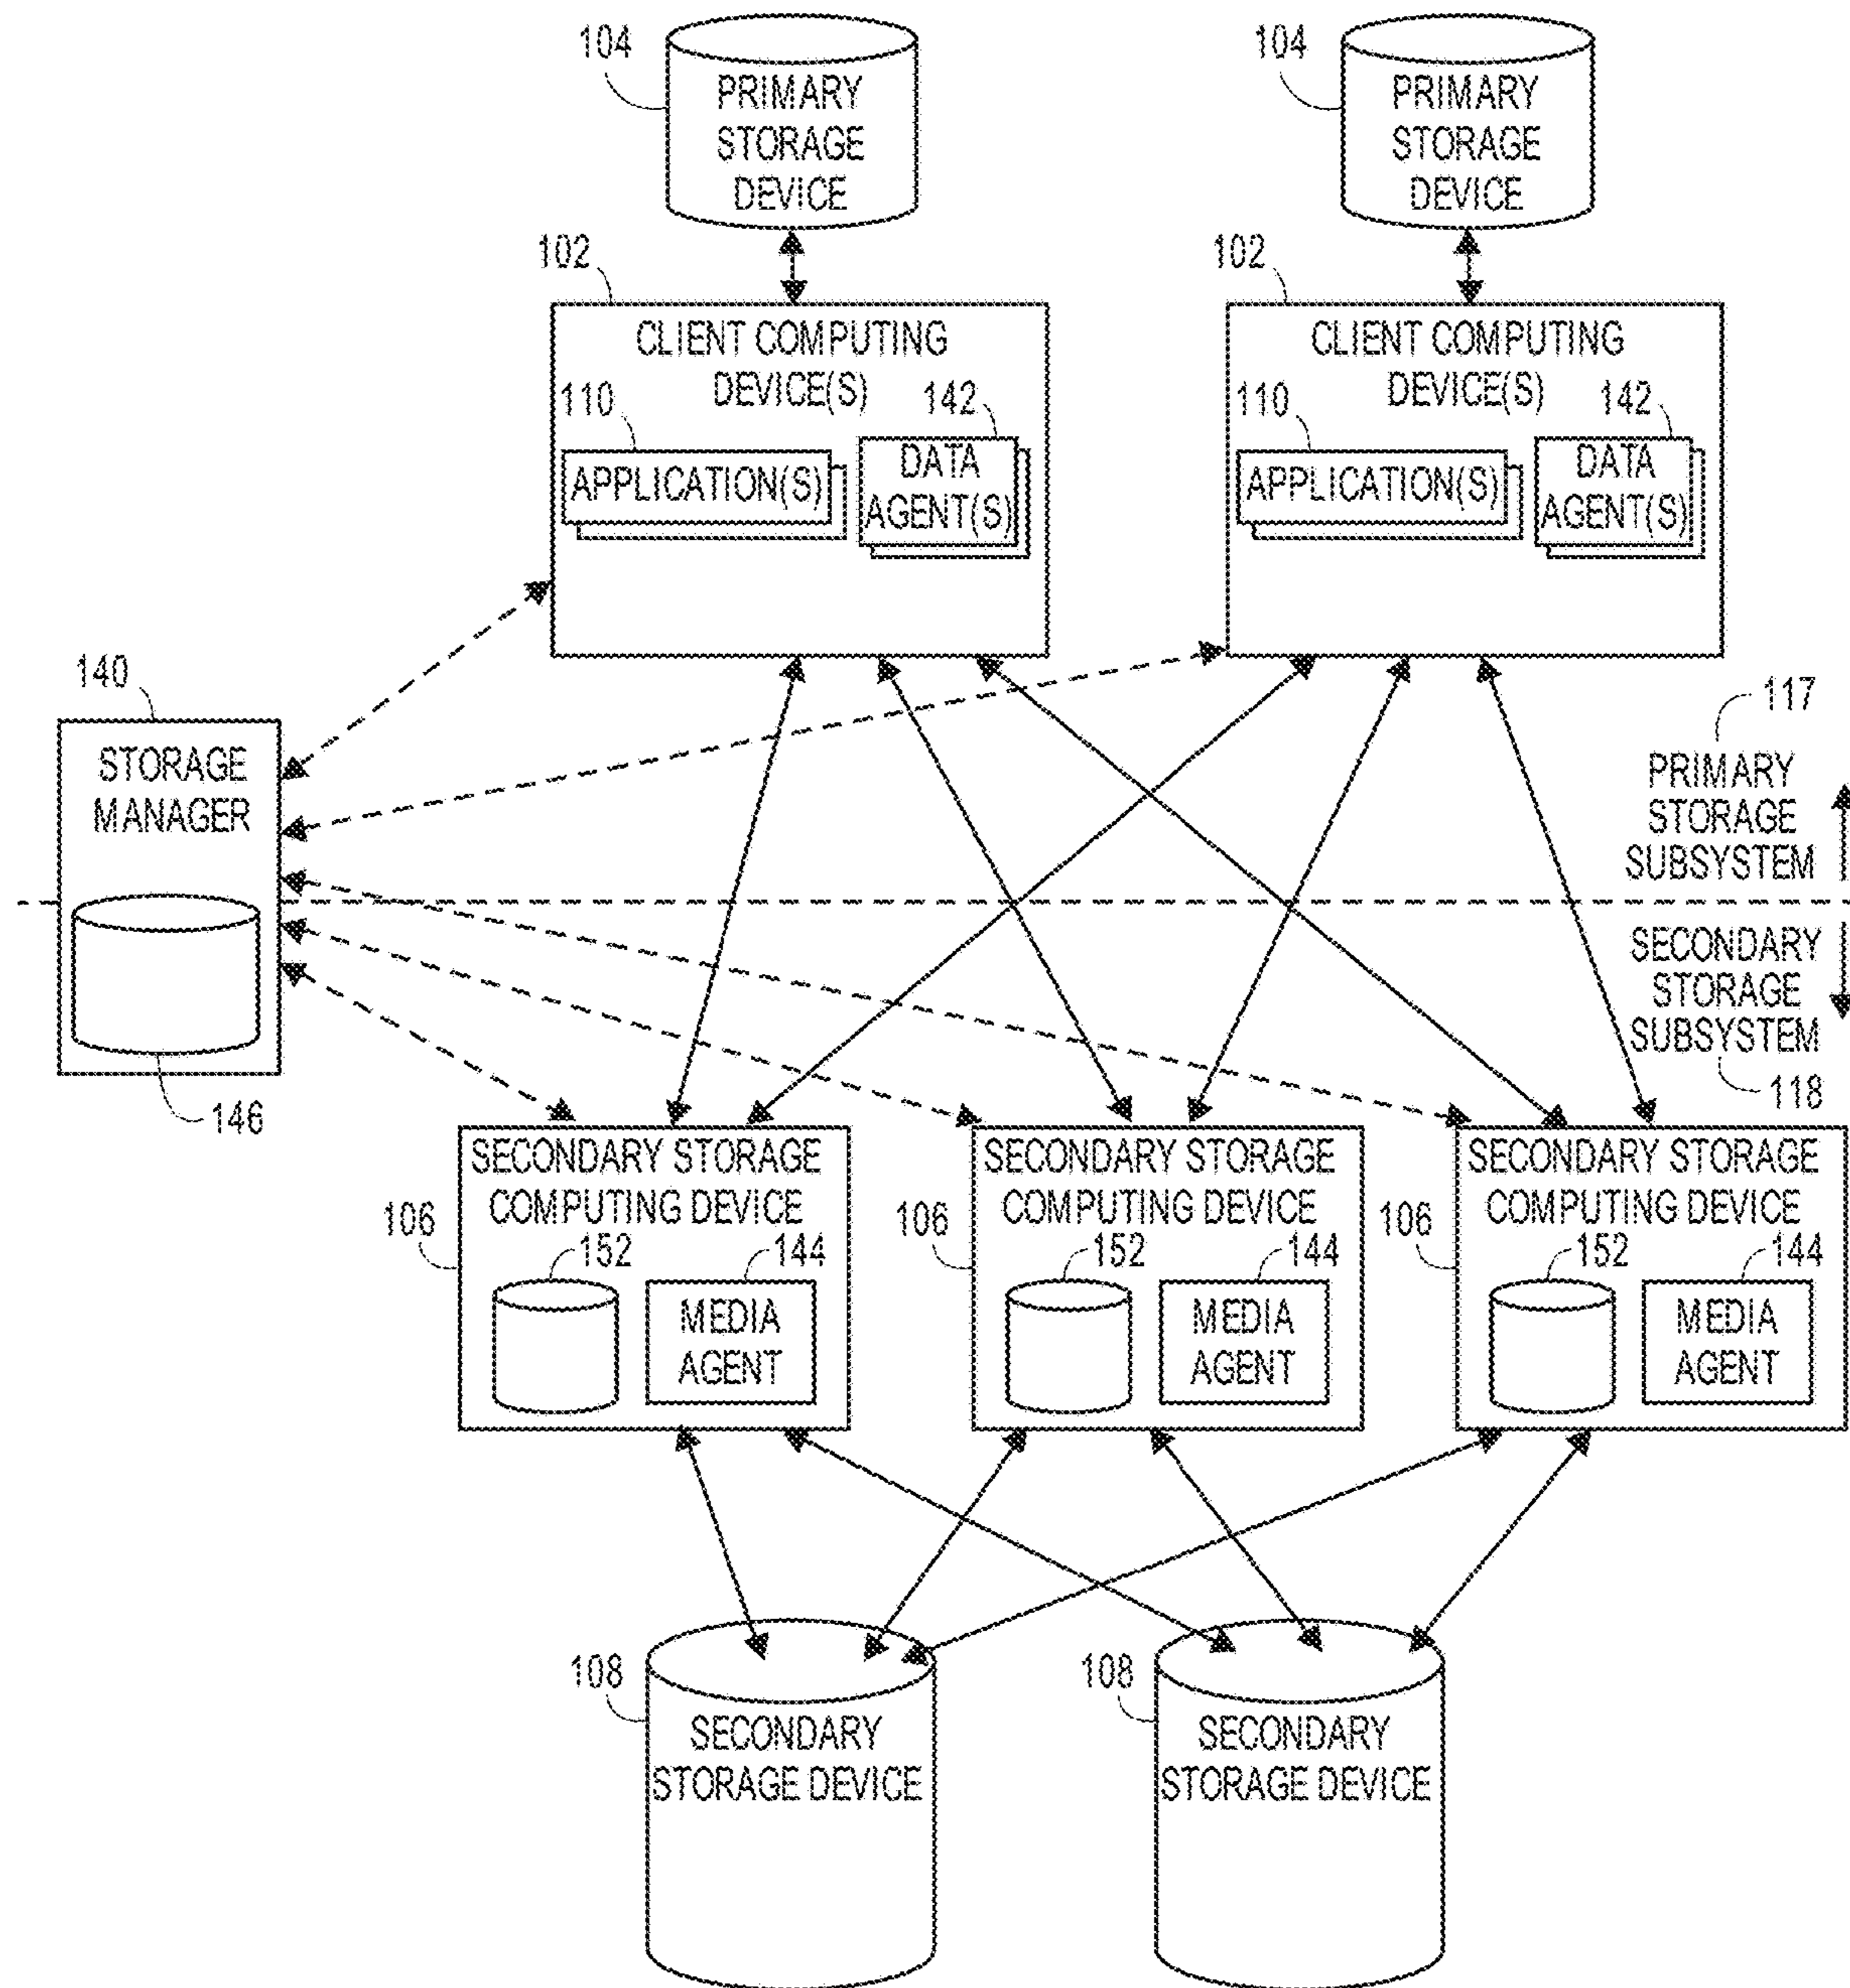 104
PRIMARY
STORAGE
DEVICE
104
PRIMARY
STORAGE
DEVICE
102
CLIENT COMPUTING
DEVICE(S)
110
142
APPLICATION(S)
DATA
AGENT(S)
102
CLIENT COMPUTING
DEVICE(S)
110
142
APPLICATION(S)
DATA
AGENT(S)
140
STORAGE
MANAGER
146
117
PRIMARY
STORAGE
SUBSYSTEM
SECONDARY
STORAGE
SUBSYSTEM
118
106
SECONDARY STORAGE
COMPUTING DEVICE
152
144
MEDIA
AGENT
106
SECONDARY STORAGE
COMPUTING DEVICE
152
144
MEDIA
AGENT
106
SECONDARY STORAGE
COMPUTING DEVICE
152
144
MEDIA
AGENT
108
SECONDARY
STORAGE DEVICE
108
SECONDARY
STORAGE DEVICE